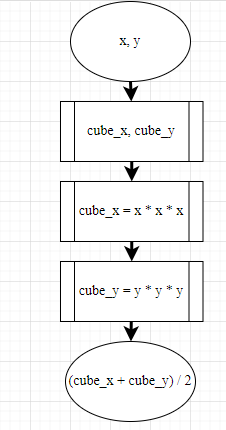 x, y
cube_x, cube_y
cube_x = x * x * x
cube_y = y * y * y
(cube_x + cube_y) / 2